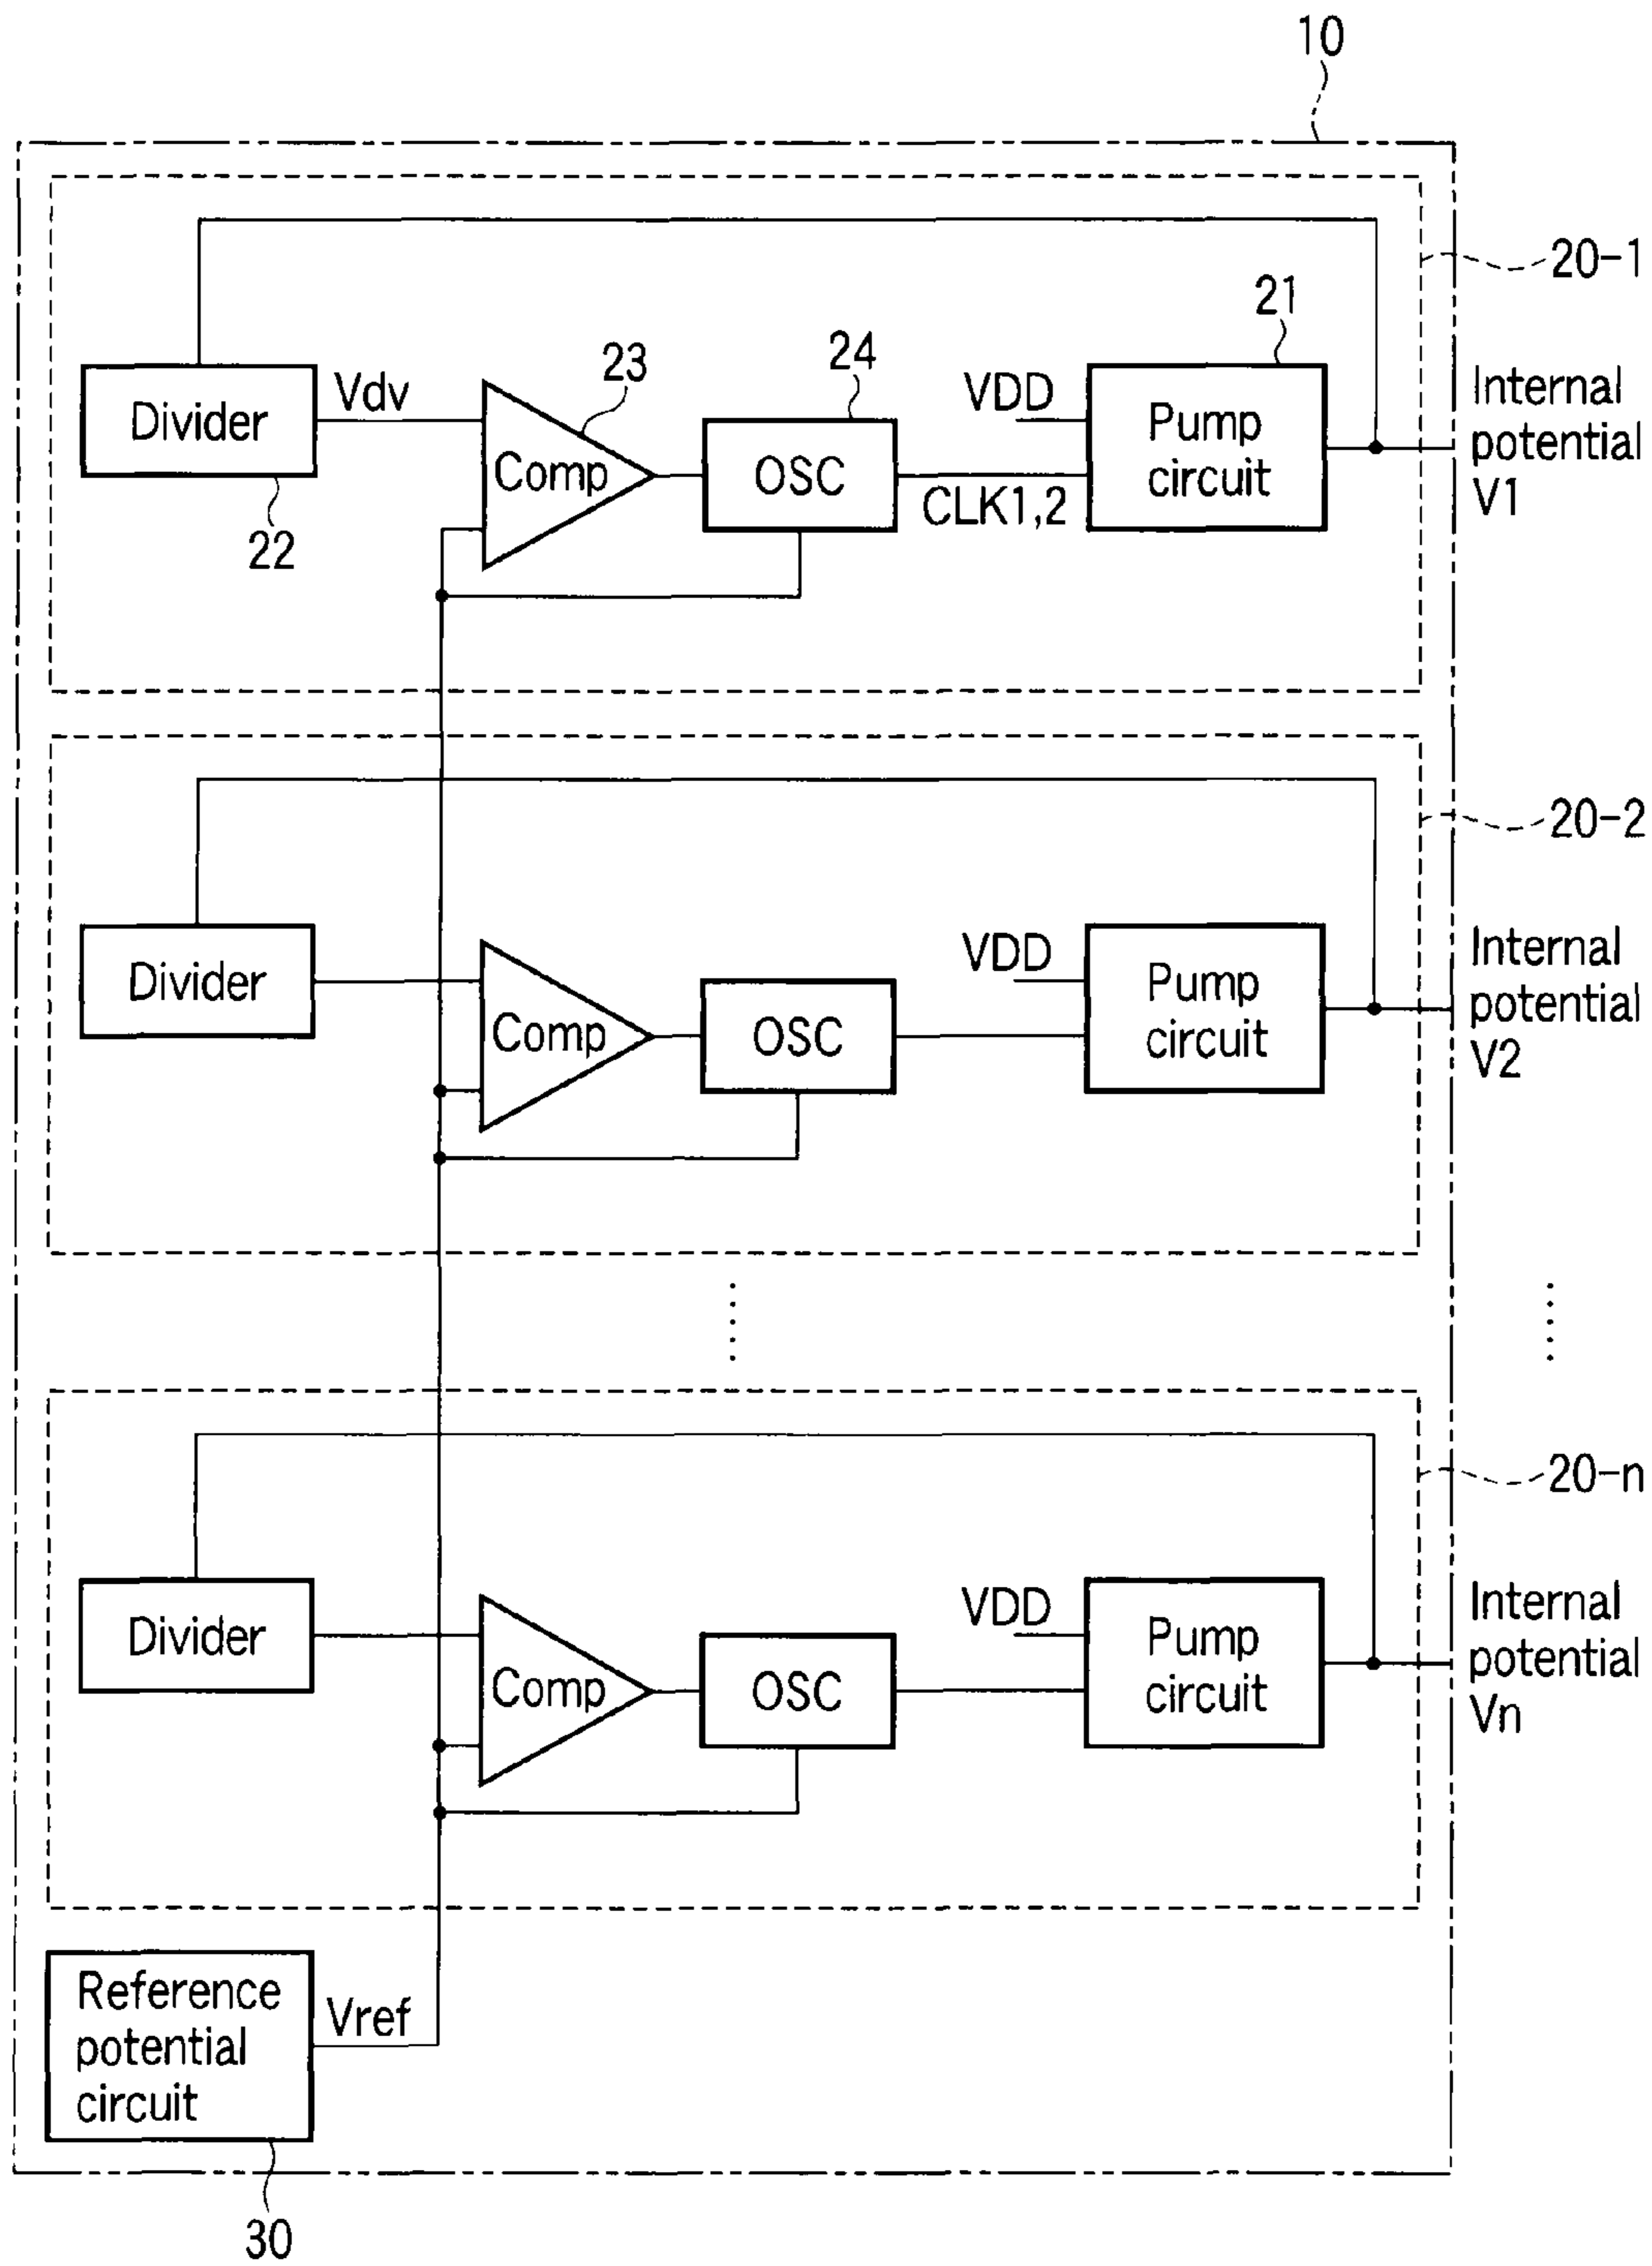 10
20-1
21
24
23
Vdv
VDD
Divider
Comp
OSC
CLK1,2
Pump
circuit
Internal
potential
V1
22
20-2
VDD
Divider
Comp
OSC
Pump
circuit
Internal
potential
V2
20-n
VDD
Divider
Comp
OSC
Pump
circuit
Internal
potential
Vn
Reference
potential
circuit
Vref
30